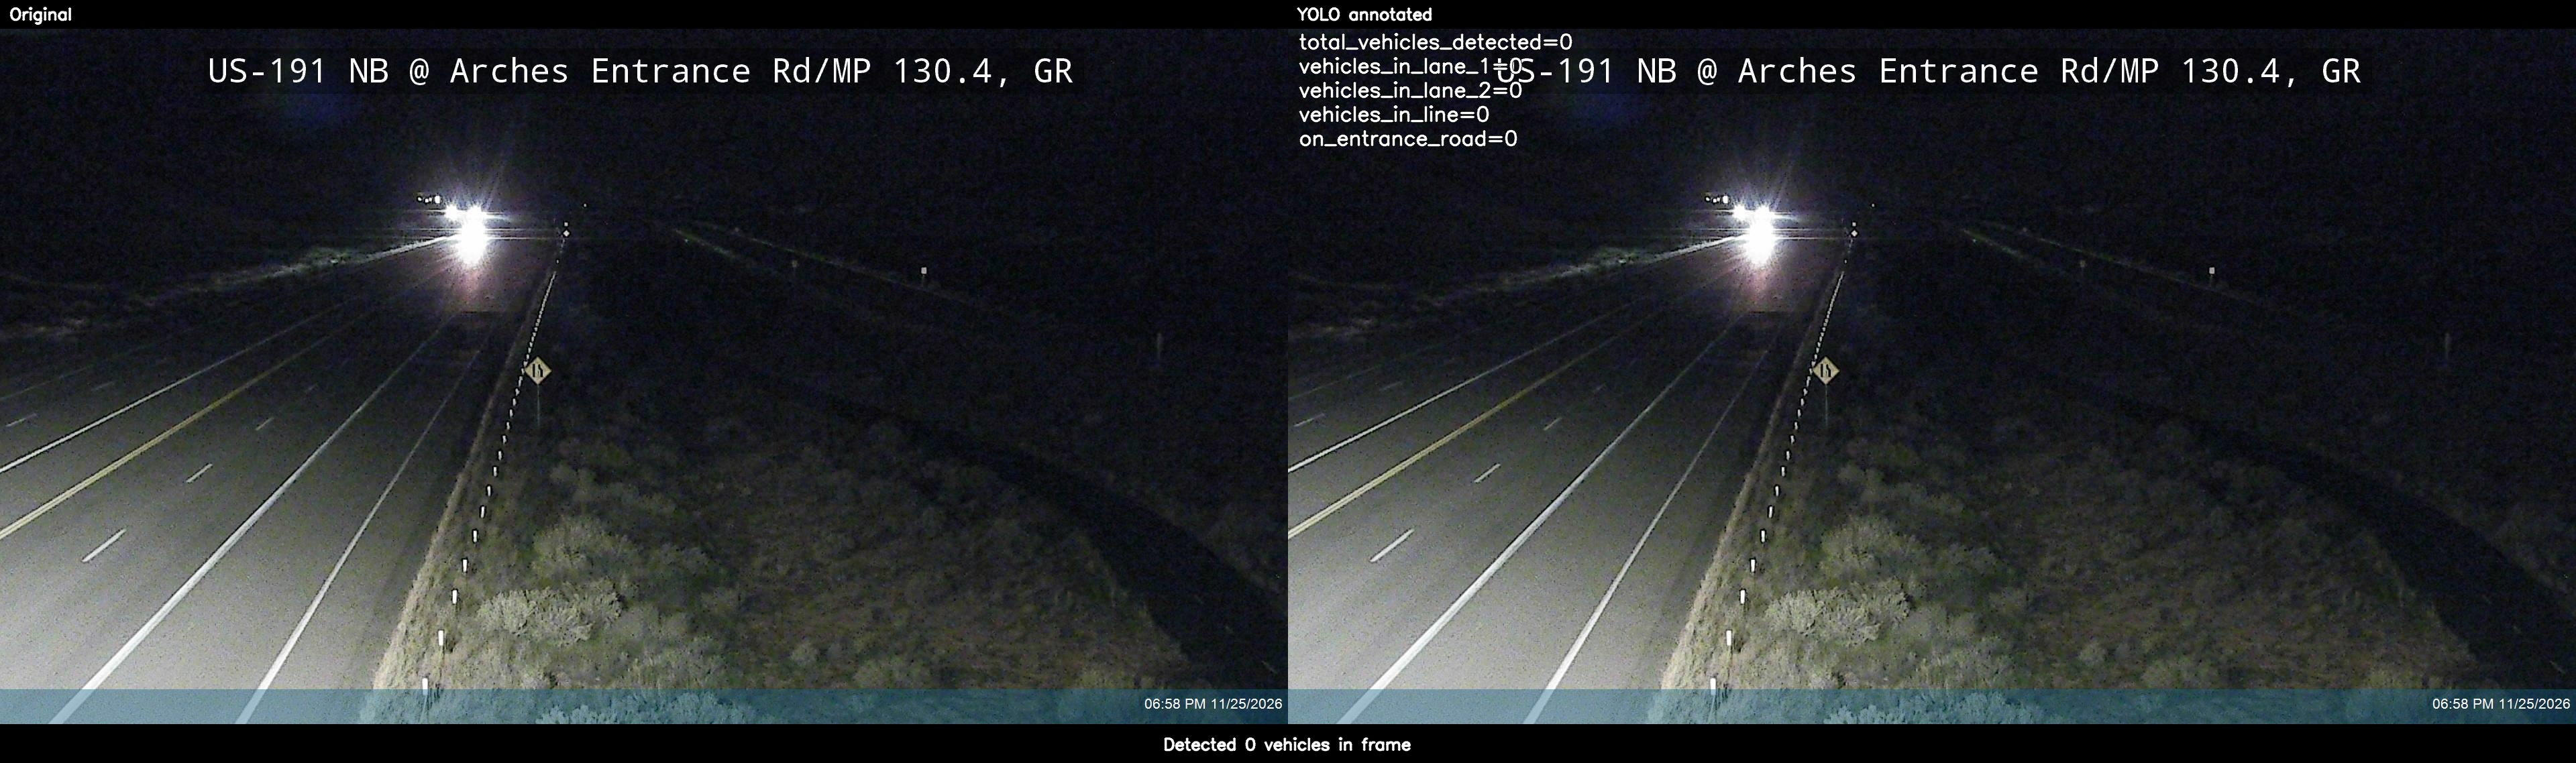 Original
US-191 NB @ Arches Entrance Rd/MP 130.4, GR
06:58 PM 11/25/2026
YOLO annotated
total_vehicles_detected=0
vehicles_in_lane_1=0
US-191 NB @ Arches Entrance Rd/MP 130.4, GR
vehicles_in_lane_2=0
vehicles_in_line=0
on_entrance_road=0
06:58 PM 11/25/2026
Detected 0 vehicles in frame